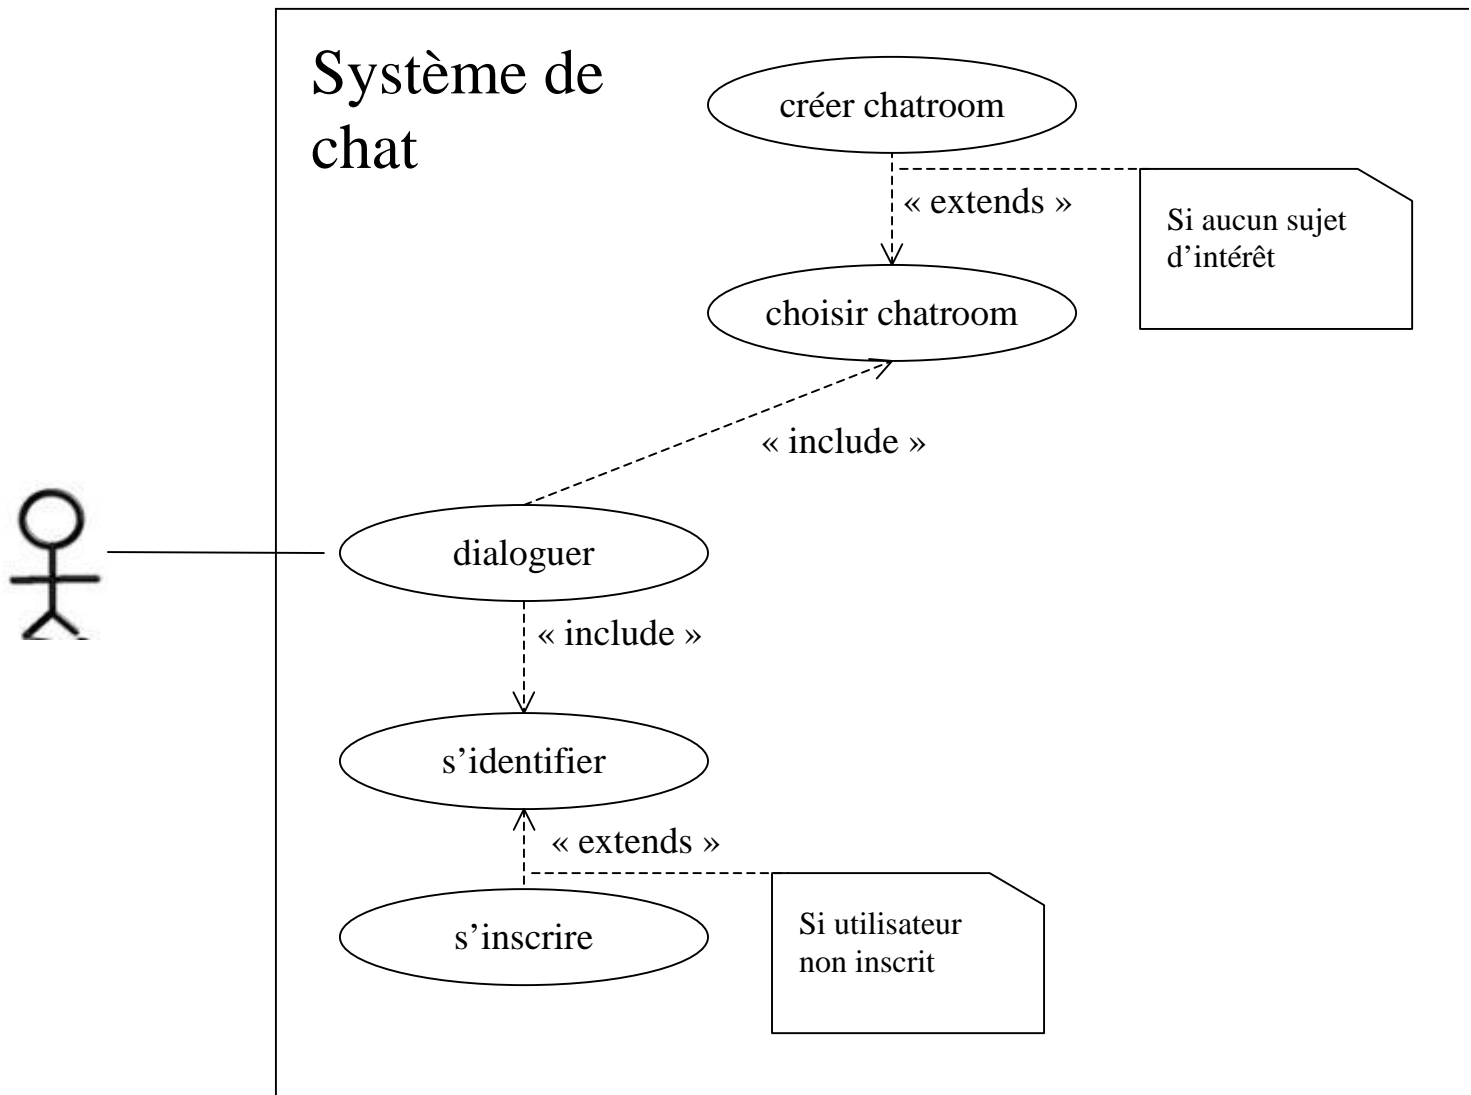 Système de
chat
créer chatroom
« extends »
Si aucun sujet
d’intérêt
choisir chatroom
« include »
dialoguer
« include »
s’identifier
« extends »
s’inscrire
Si utilisateur
non inscrit